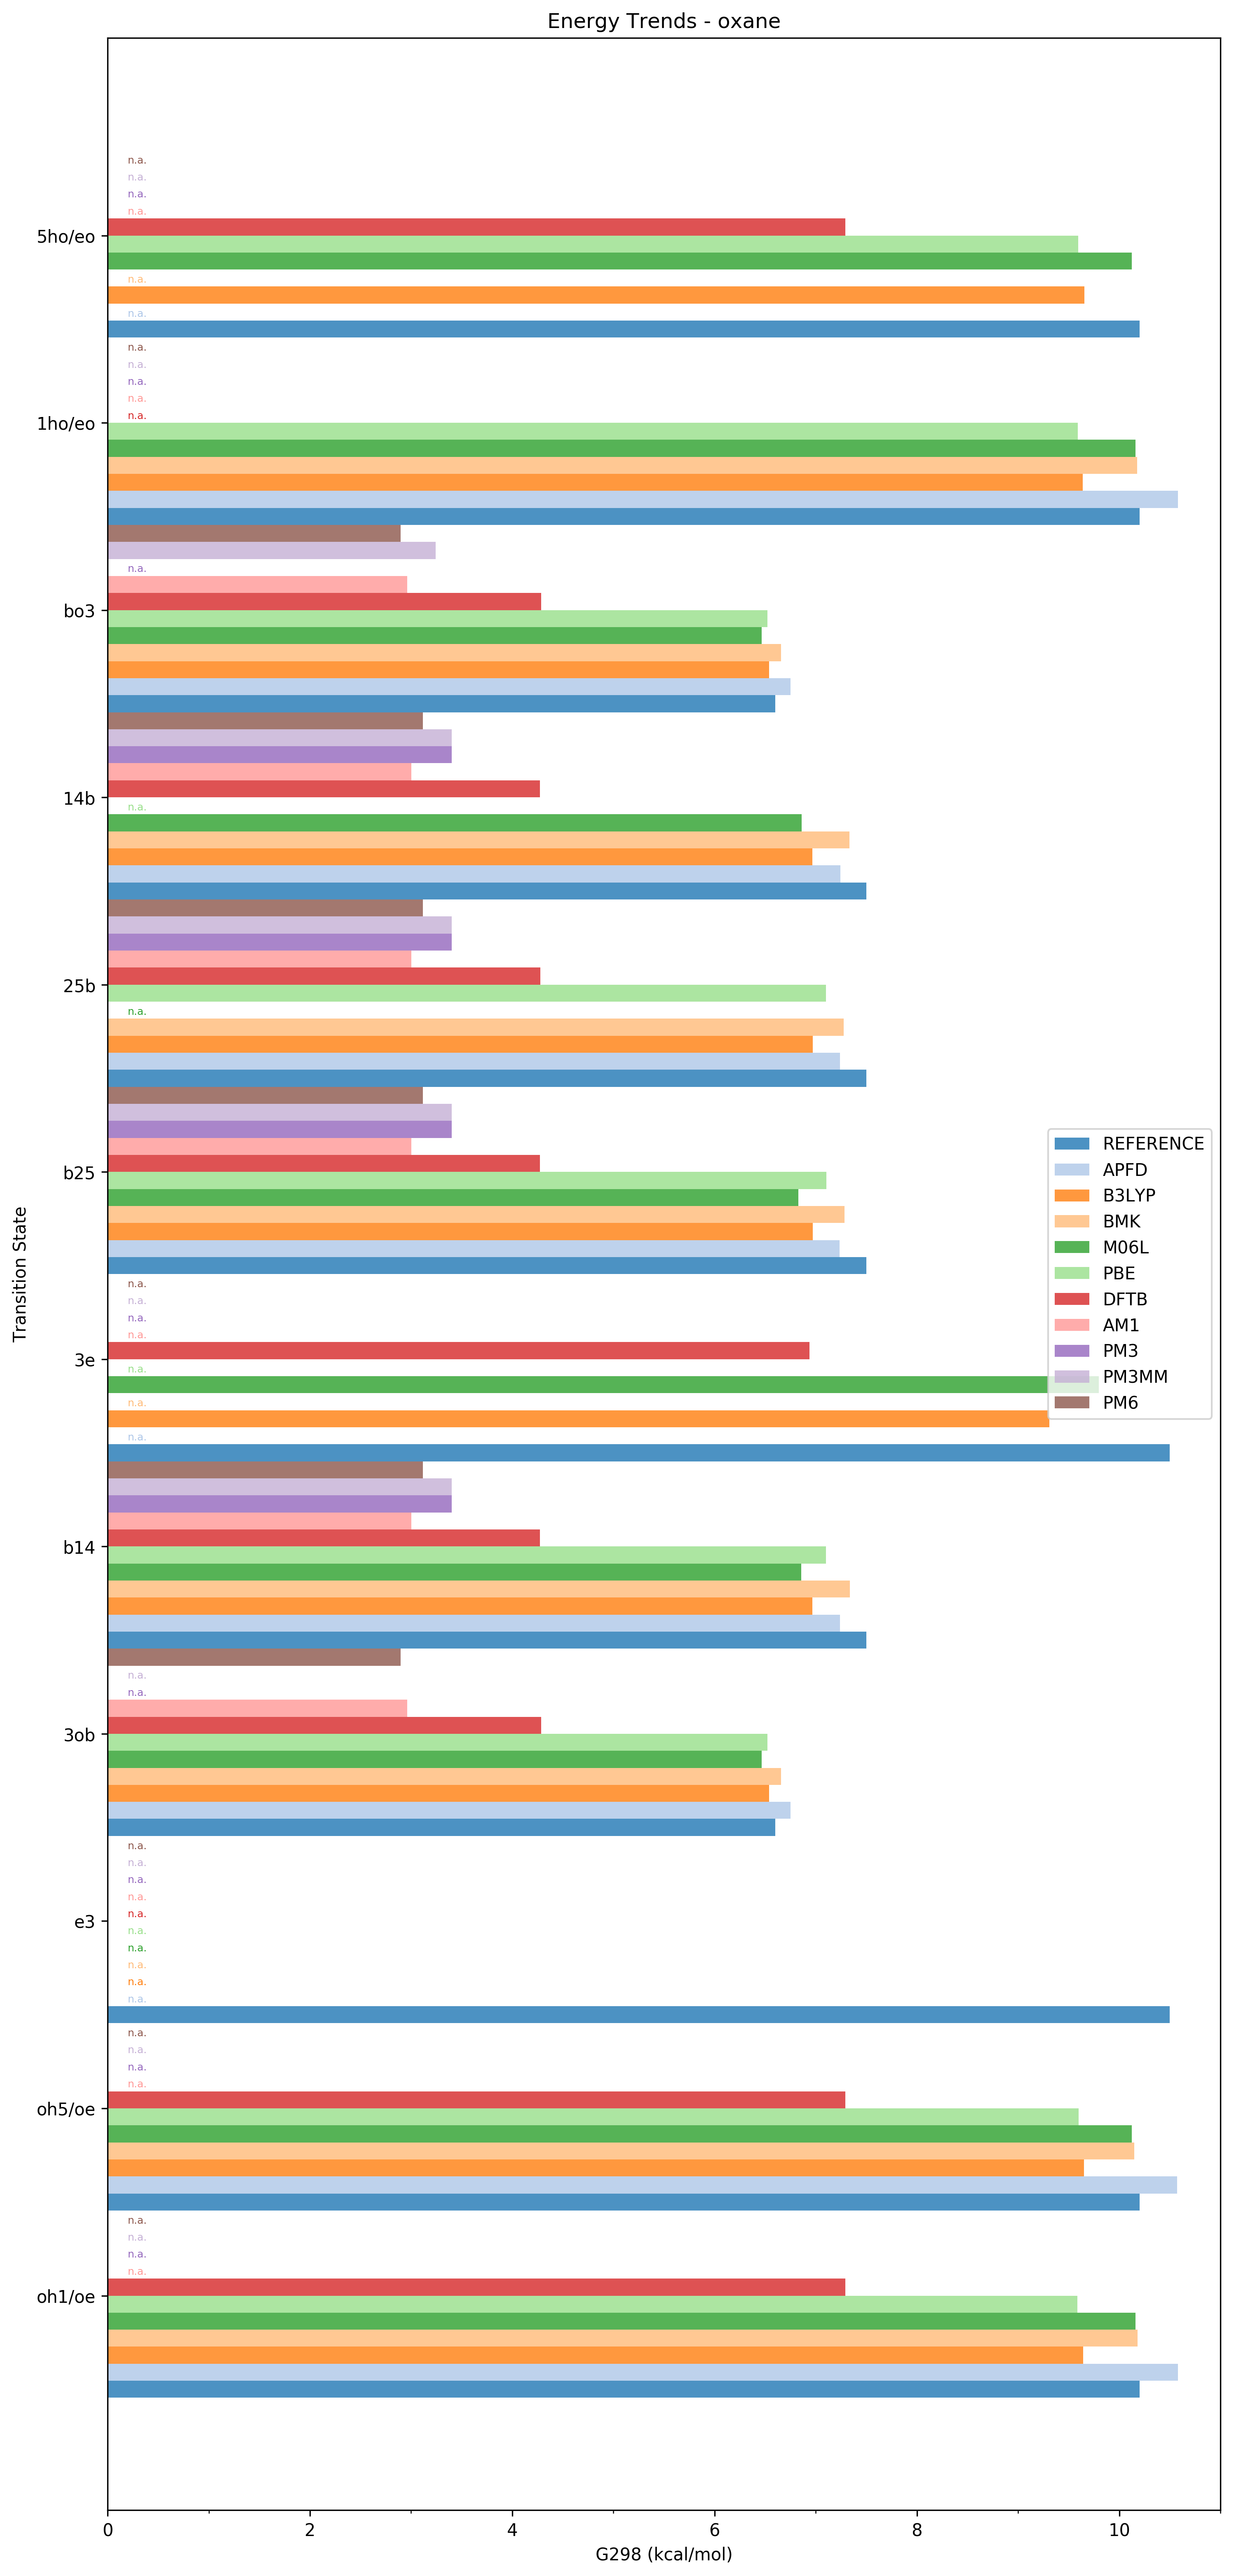 Energy Trends - oxane
n.a.
n.a.
n.a.
n.a.
5ho/eo
n.a.
n.a.
n.a.
n.a.
n.a.
n.a.
n.a.
1ho/eo
n.a.
bo3
14b
n.a.
25b
n.a.
b25
n.a.
n.a.
n.a.
n.a.
3e
n.a.
n.a.
n.a.
b14
n.a.
n.a.
3ob
n.a.
n.a.
n.a.
n.a.
n.a.
e3
n.a.
n.a.
n.a.
n.a.
n.a.
n.a.
n.a.
n.a.
n.a.
oh5/oe
n.a.
n.a.
n.a.
n.a.
oh1/oe
Transition State
REFERENCE
APFD
B3LYP
BMK
M06L
PBE
DFTB
AM1
PM3
PM3MM
PM6
0 2 4 6 8 10
G298 (kcal/mol)